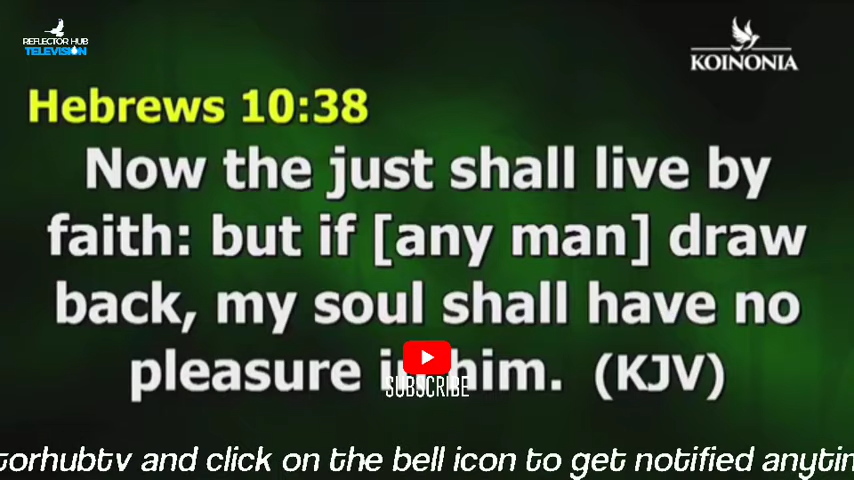 REFLECTOR HUB
TELEVISION
KOINONIA
Hebrews 10:38
Now the just shall live by
faith: but if [any man] draw
back, my soul shall have no
pleasure him. (KJV)
SUBSCRIBE
and click on the bell icon to get notified